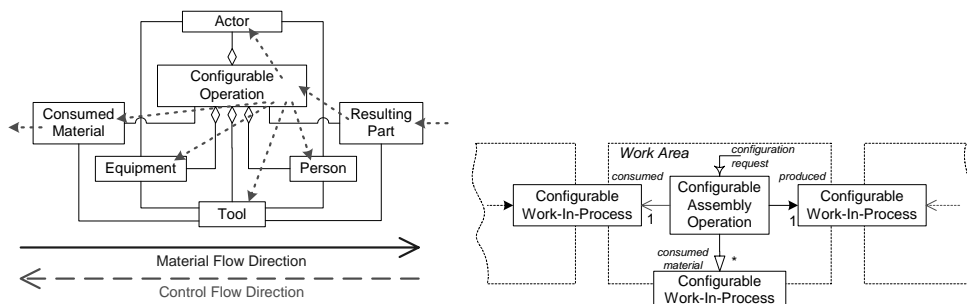 Actor
Configurable
Operation
Consumed
Material
Resulting
Part
Equipment
Person
Tool
Material Flow Direction
Control Flow Direction
Work Area
configuration
request
consumed
produced
Configurable
Work-In-Process
Configurable
Assembly
Operation
Configurable
Work-In-Process
1
1
consumed
material
*
Configurable
Work-In-Process